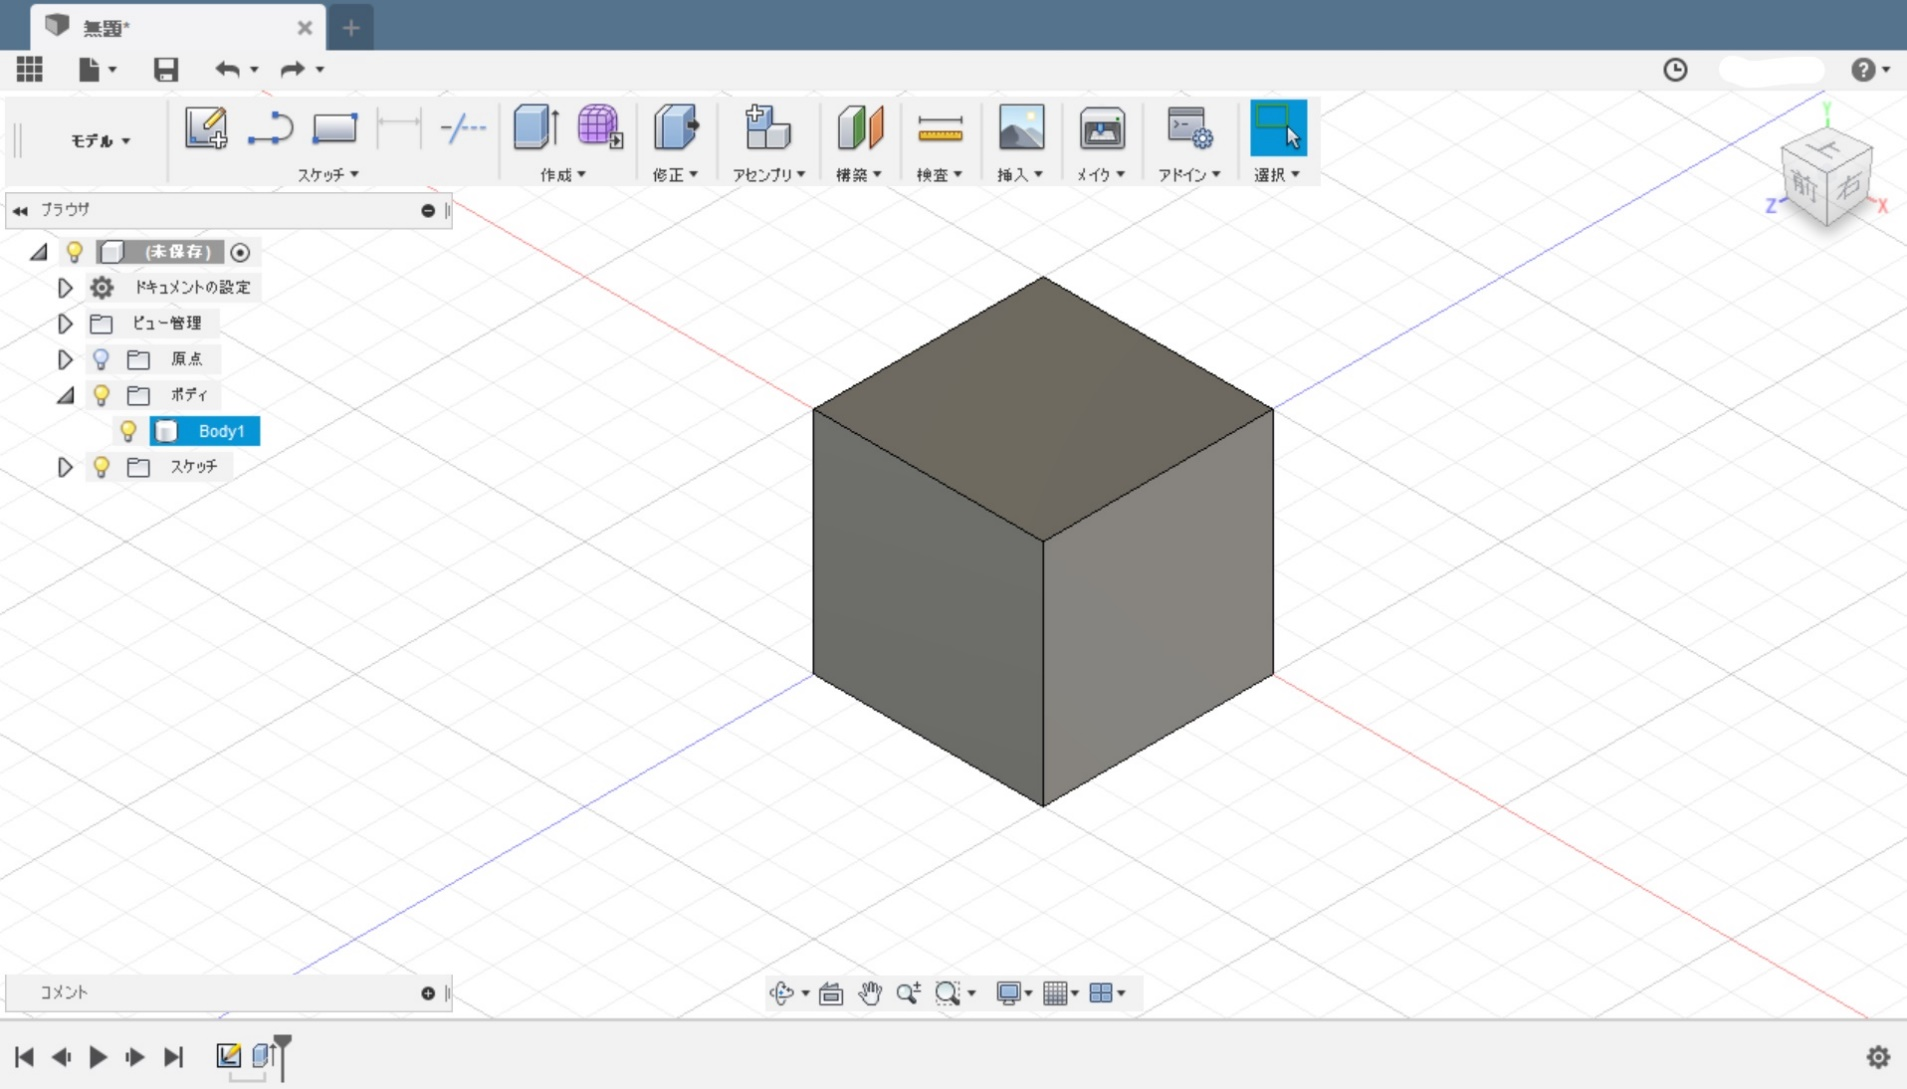 無題*
モデル
スケッチ
作成
修正
アセンブリ
構築
検査
挿入
メイク
アドイン
選択
Y
上
前
右
Z
X
ブラウザ
(未保存)
ドキュメントの設定
ビュー管理
原点
ボディ
Body1
スケッチ
コメント